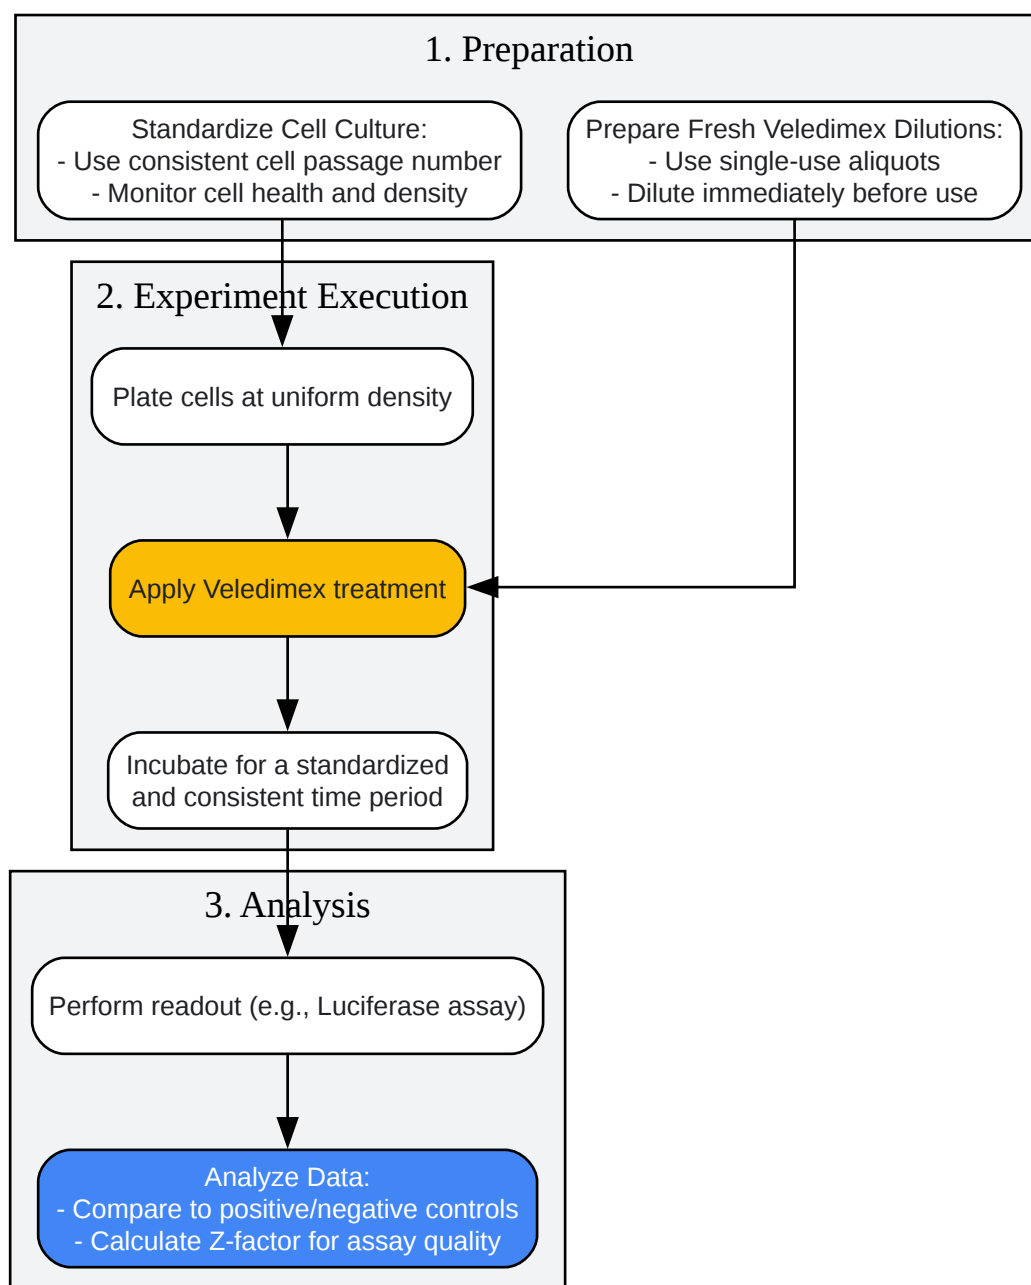 1. Preparation
Standardize Cell Culture:
- Use consistent cell passage number
- Monitor cell health and density
Prepare Fresh Veledimex Dilutions:
- Use single-use aliquots
- Dilute immediately before use
2. Experiment Execution
Plate cells at uniform density
Apply Veledimex treatment
Incubate for a standardized
and consistent time period
3. Analysis
Perform readout (e.g., Luciferase assay)
Analyze Data:
- Compare to positive/negative controls
- Calculate Z-factor for assay quality